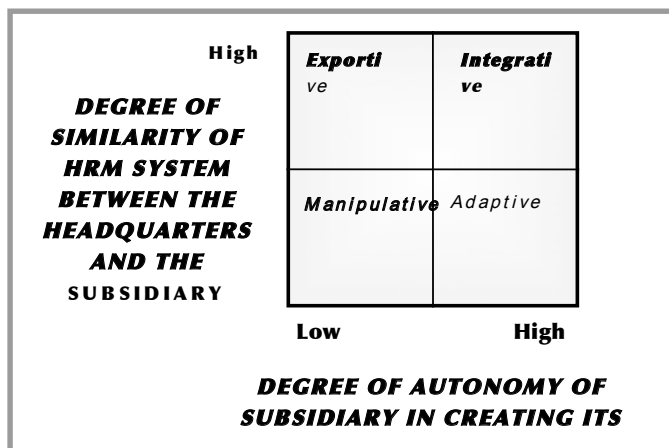 High
Exporti
ve
Integrati
ve
DEGREE OF
SIMILARITY OF
HRM SYSTEM
BETWEEN THE
HEADQUARTERS
AND THE
SUBSIDIARY
Manipulative
Adaptive
Low
High
DEGREE OF AUTONOMY OF
SUBSIDIARY IN CREATING ITS